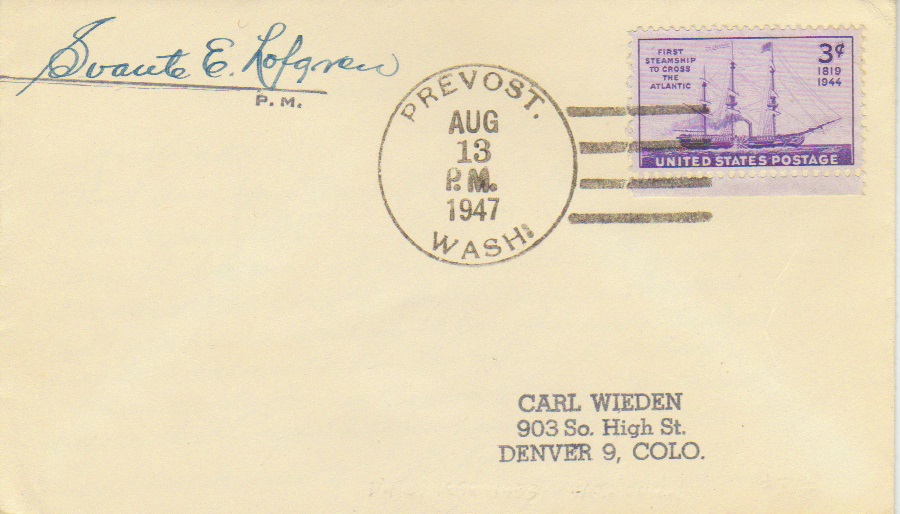 Svante E. Lofgren
P.M.
PREVOST.
AUG
13
P.M.
1947
WASH.
FIRST
STEAMSHIP
TO CROSS
THE
ATLANTIC
3¢
1819
1944
UNITED STATES POSTAGE
CARL WIEDEN
903 So. High St.
DENVER 9, COLO.